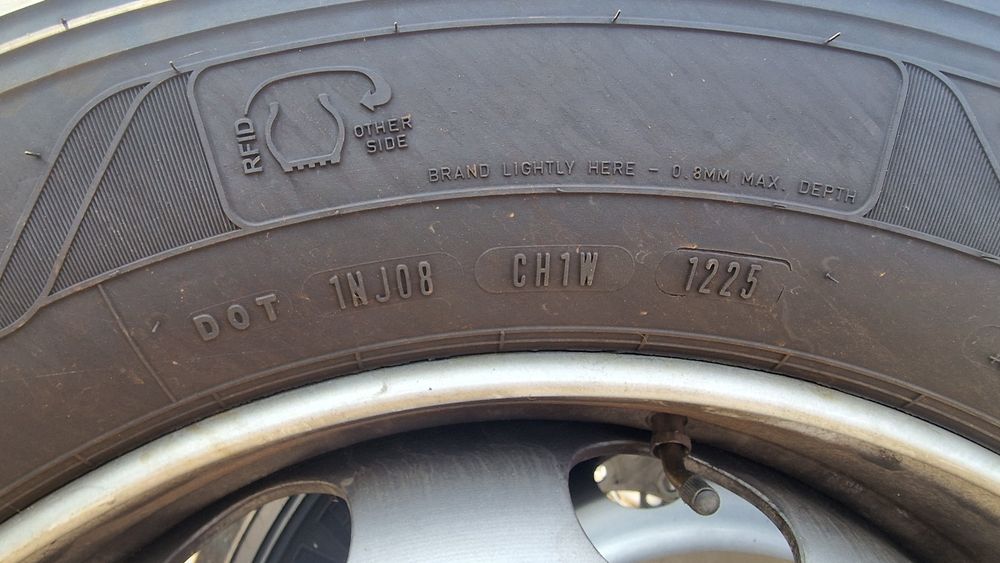 RFID
OTHER
SIDE
BRAND LIGHTLY HERE - 0.8MM MAX. DEPTH
DOT 1NJ08 CH1W 1225